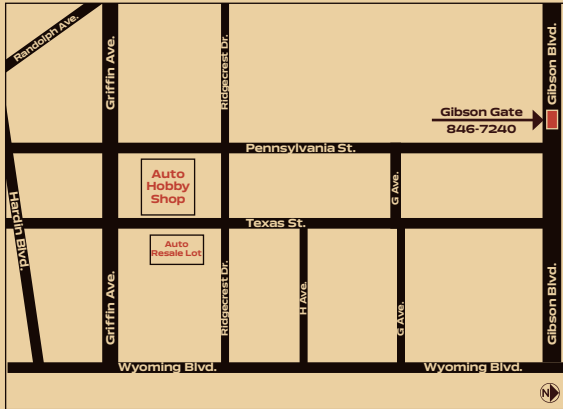 Randolph Ave.
Griffin Ave.
Ridgecrest Dr.
Gibson Blvd.
Gibson Gate
846-7240
Pennsylvania St.
Auto
Hobby
Shop
G Ave.
Hardin Blvd.
Texas St.
Auto
Resale Lot
Griffin Ave.
Ridgecrest Dr.
H Ave.
G Ave.
Gibson Blvd.
Wyoming Blvd.
Wyoming Blvd.
N